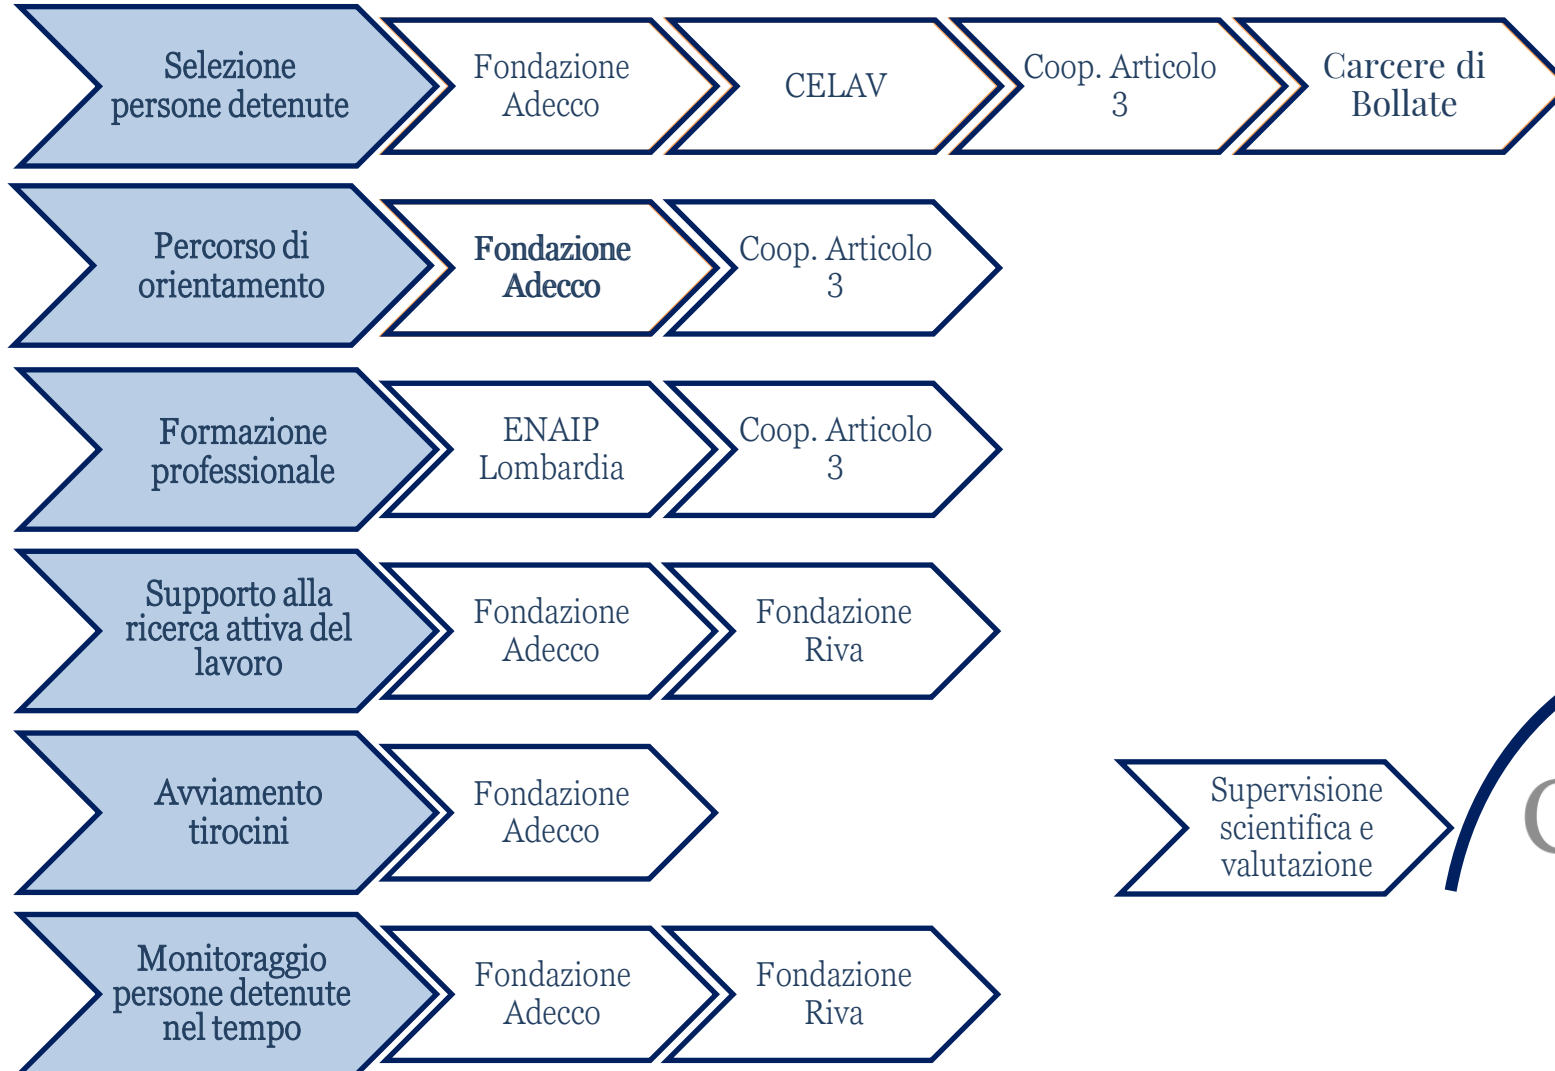 Selezione
persone detenute
Fondazione
Adecco
CELAV
Coop. Articolo
3
Carcere di
Bollate
Percorso di
orientamento
Fondazione
Adecco
Coop. Articolo
3
Formazione
professionale
ENAIP
Lombardia
Coop. Articolo
3
Supporto alla
ricerca attiva del
lavoro
Fondazione
Adecco
Fondazione
Riva
Avviamento
tirocini
Fondazione
Adecco
Supervisione
scientifica e
valutazione
Monitoraggio
persone detenute
nel tempo
Fondazione
Adecco
Fondazione
Riva